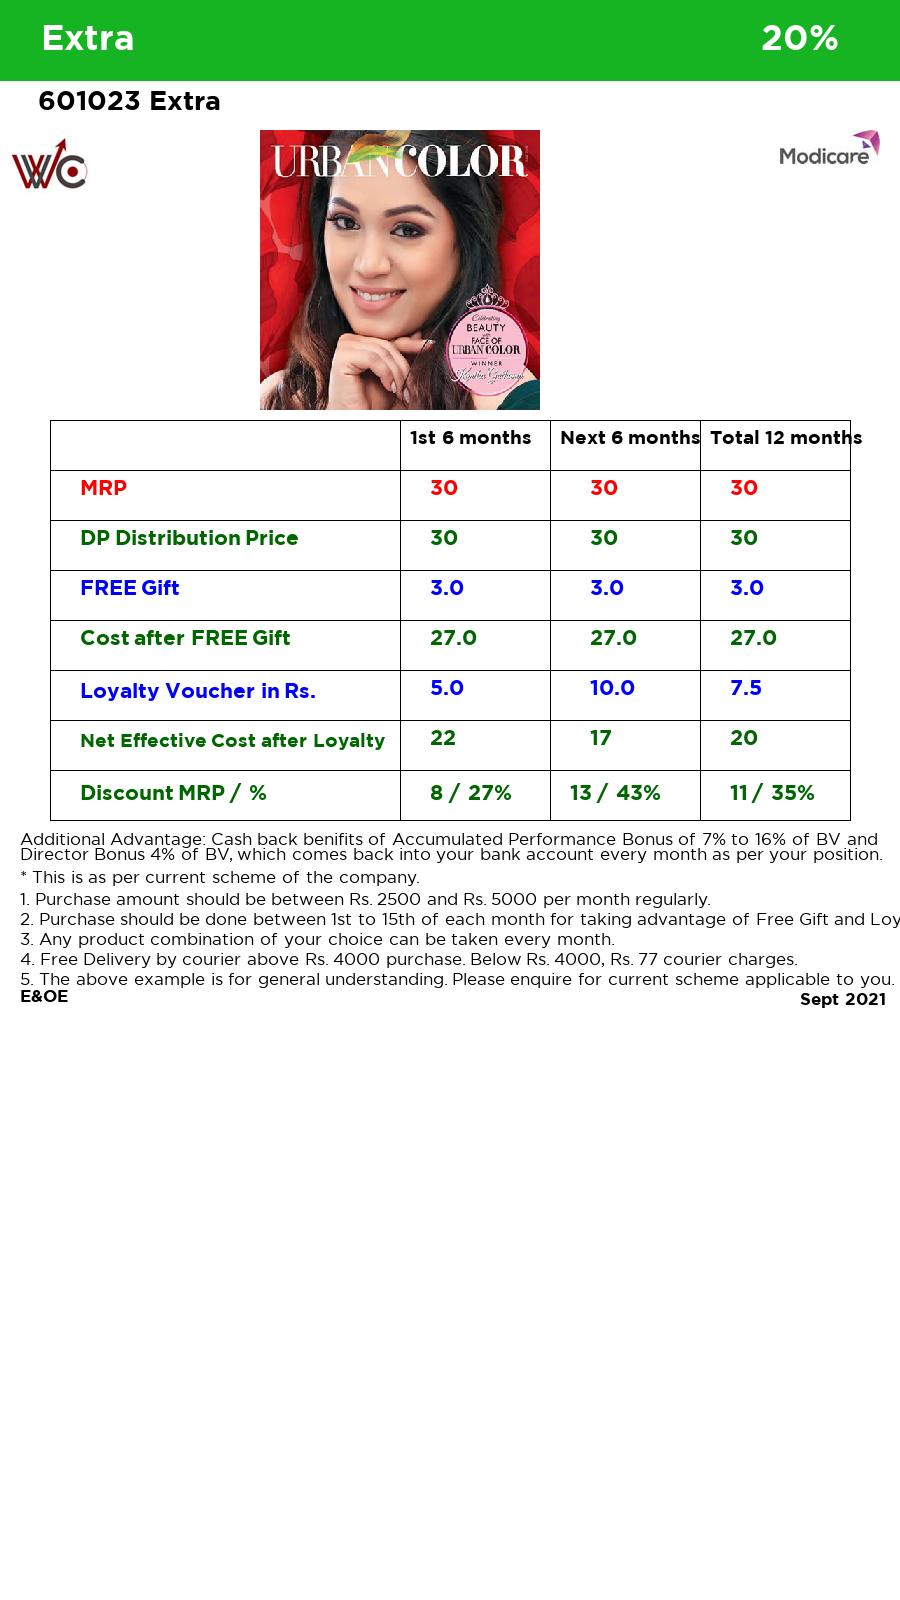 Extra 20%
601023 Extra
WC
Modicare
URBANCOLOR
Celebrating
BEAUTY
with
FACE OF
URBAN COLOR
WINNER
1st 6 months Next 6 months Total 12 months
MRP 30 30 30
DP Distribution Price 30 30 30
FREE Gift 3.0 3.0 3.0
Cost after FREE Gift 27.0 27.0 27.0
Loyalty Voucher in Rs. 5.0 10.0 7.5
Net Effective Cost after Loyalty 22 17 20
Discount MRP / % 8 / 27% 13 / 43% 11 / 35%
Additional Advantage: Cash back benifits of Accumulated Performance Bonus of 7% to 16% of BV and
Director Bonus 4% of BV, which comes back into your bank account every month as per your position.
* This is as per current scheme of the company.
1. Purchase amount should be between Rs. 2500 and Rs. 5000 per month regularly.
2. Purchase should be done between 1st to 15th of each month for taking advantage of Free Gift and Loy
3. Any product combination of your choice can be taken every month.
4. Free Delivery by courier above Rs. 4000 purchase. Below Rs. 4000, Rs. 77 courier charges.
5. The above example is for general understanding. Please enquire for current scheme applicable to you.
E&OE
Sept 2021